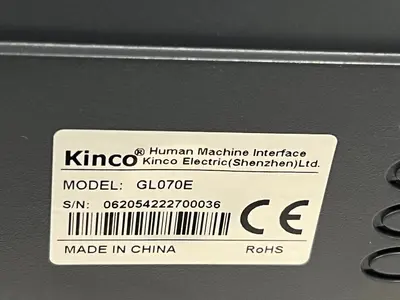 Kinco® Human Machine Interface
Kinco Electric(Shenzhen)Ltd.
MODEL: GL070E
S/N: 062054222700036
CE
MADE IN CHINA RoHS